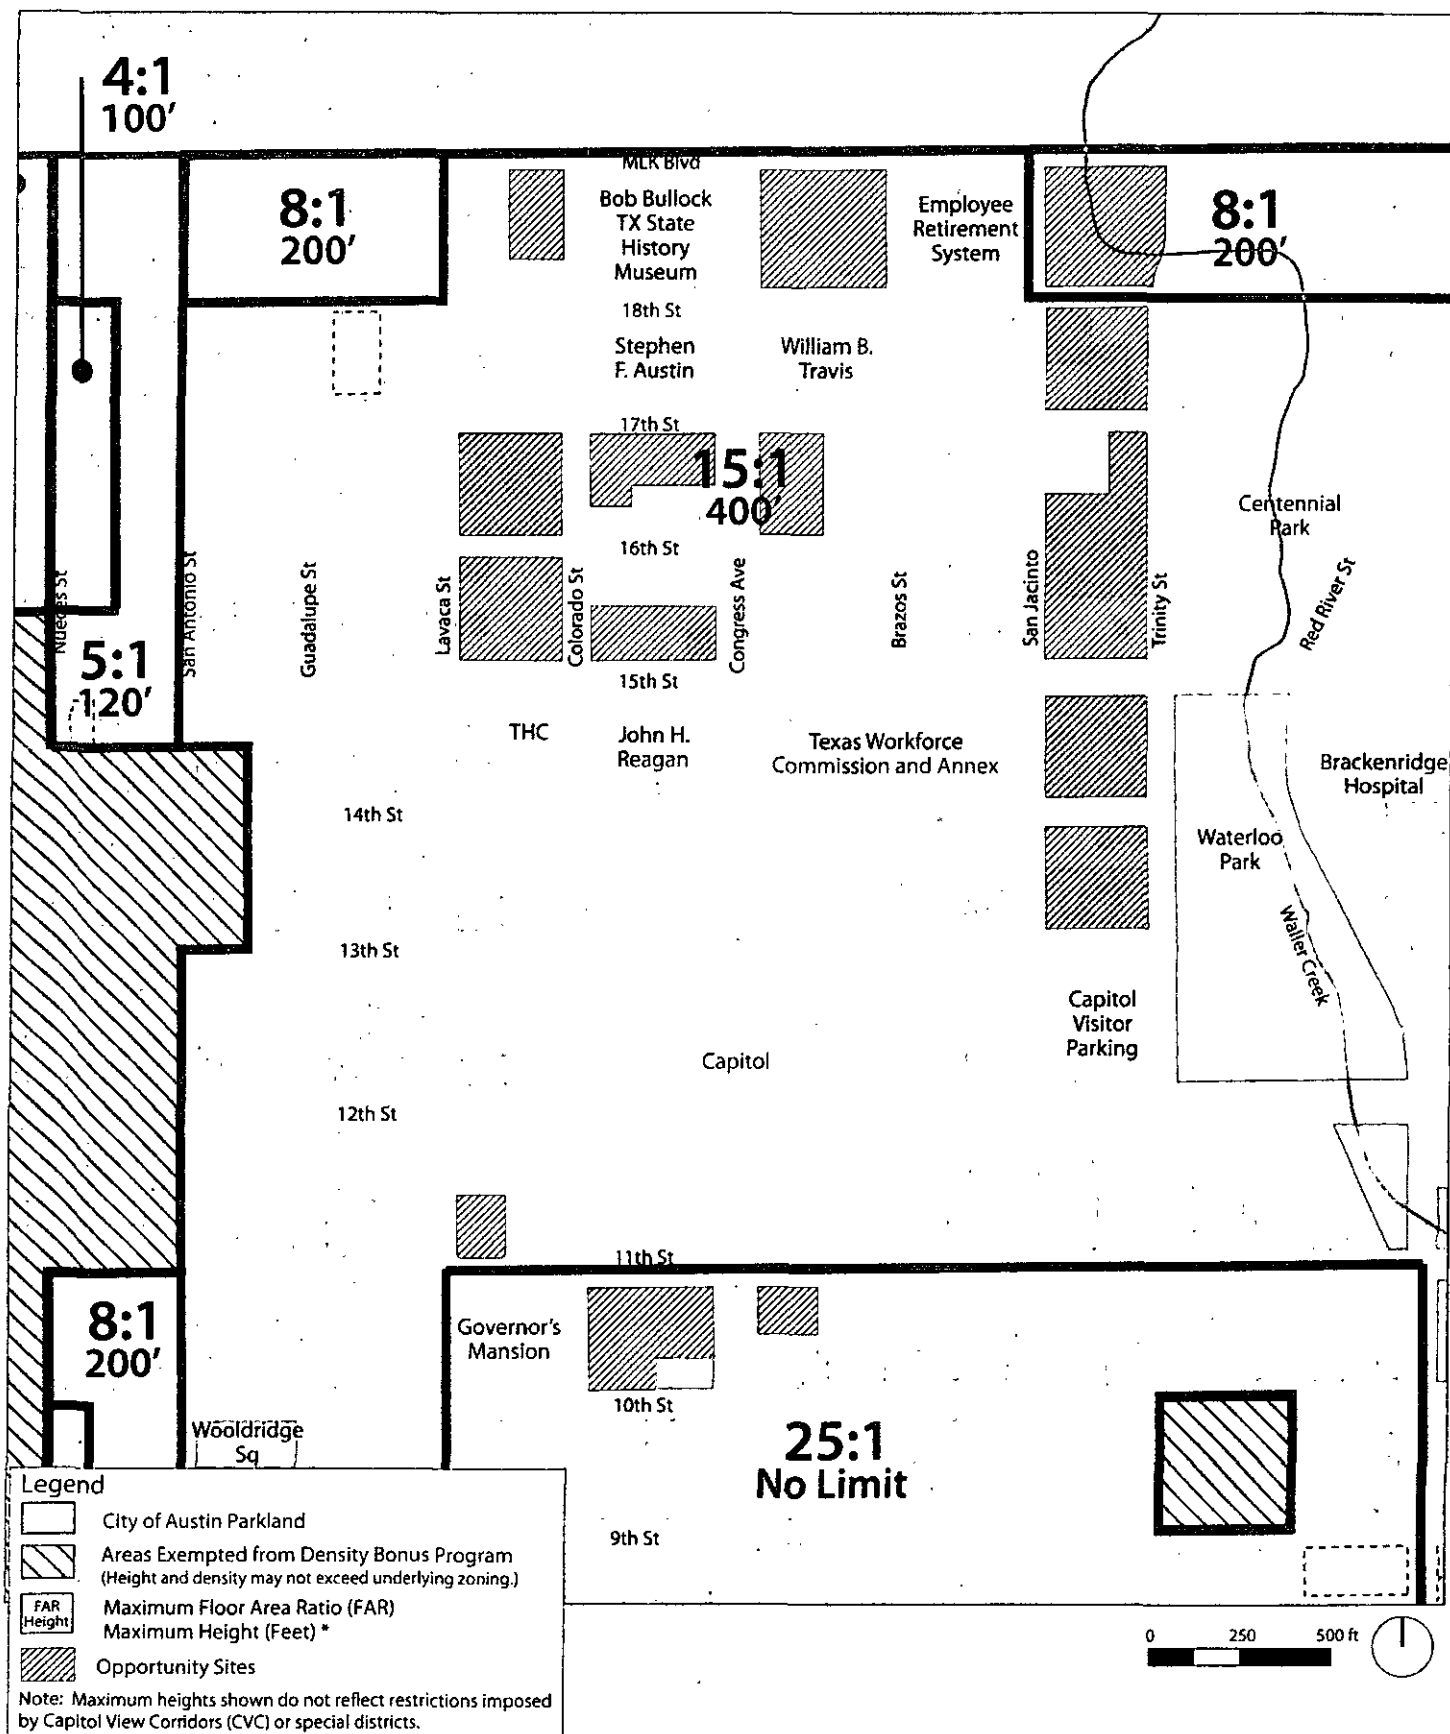 4:1
100'
MLK Blvd
8:1
200'
Bob Bullock
TX State
History
Museum
Employee
Retirement
System
8:1
200'
18th St
Stephen
F. Austin
William B.
Travis
17th St
15:1
400'
16th St
Centennial
Park
Nueces St
San Antonio St
Guadalupe St
Lavaca St
Colorado St
Congress Ave
Brazos St
San Jacinto
Trinity St
Red River St
5:1
120'
15th St
THC
John H.
Reagan
Texas Workforce
Commission and Annex
Brackenridge
Hospital
14th St
Waterloo
Park
13th St
Waller Creek
Capitol
Visitor
Parking
Capitol
12th St
11th St
8:1
200'
Governor's
Mansion
10th St
Wooldridge
Sq
25:1
No Limit
9th St
Legend
City of Austin Parkland
Areas Exempted from Density Bonus Program
(Height and density may not exceed underlying zoning.)
FAR
Height
Maximum Floor Area Ratio (FAR)
Maximum Height (Feet) *
Opportunity Sites
Note: Maximum heights shown do not reflect restrictions imposed
by Capitol View Corridors (CVC) or special districts.
0 250 500 ft